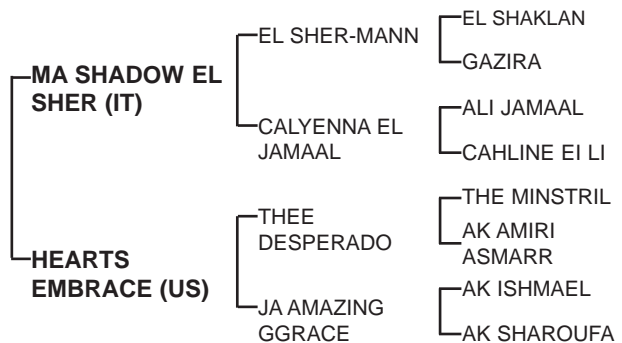 EL SHAKLAN
EL SHER-MANN
GAZIRA
MA SHADOW EL
SHER (IT)
ALI JAMAAL
CALYENNA EL
JAMAAL
CAHLINE EI LI
THE MINSTRIL
THEE
DESPERADO
AK AMIRI
ASMARR
HEARTS
EMBRACE (US)
AK ISHMAEL
JA AMAZING
GGRACE
AK SHAROUFA